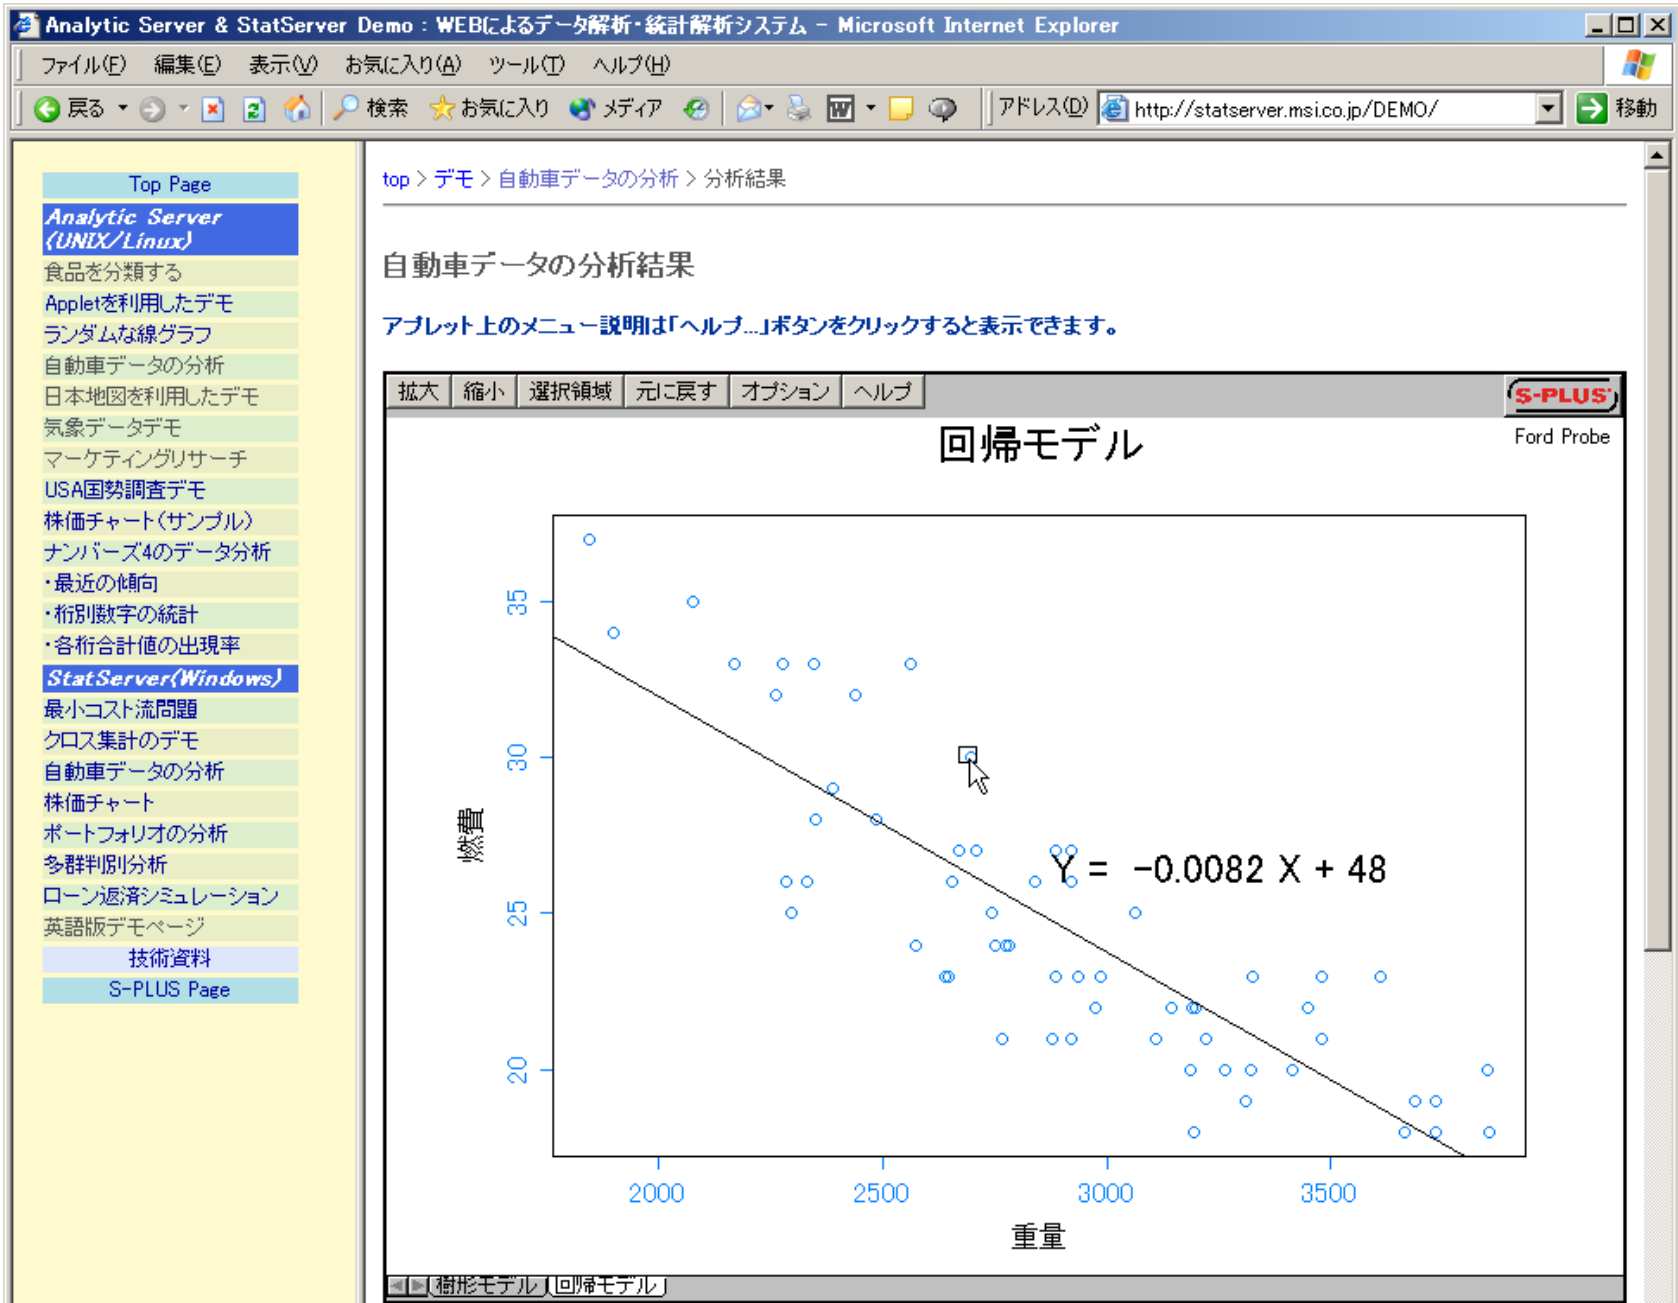 Analytic Server & StatServer Demo : WEBによるデータ解析・統計解析システム - Microsoft Internet Explorer
ファイル(F) 編集(E) 表示(V) お気に入り(A) ツール(T) ヘルプ(H)
戻る 検索 お気に入り メディア アドレス(D) http://statserver.msi.co.jp/DEMO/ 移動
Top Page
Analytic Server
(UNIX/Linux)
食品を分類する
Appletを利用したデモ
ランダムな線グラフ
自動車データの分析
日本地図を利用したデモ
気象データデモ
マーケティングリサーチ
USA国勢調査デモ
株価チャート(サンプル)
ナンバーズ4のデータ分析
・最近の傾向
・桁別数字の統計
・各桁合計値の出現率
StatServer(Windows)
最小コスト流問題
クロス集計のデモ
自動車データの分析
株価チャート
ポートフォリオの分析
多群判別分析
ローン返済シミュレーション
英語版デモページ
技術資料
S-PLUS Page
top > デモ > 自動車データの分析 > 分析結果
自動車データの分析結果
アプレット上のメニュー説明は「ヘルプ...」ボタンをクリックすると表示できます。
拡大 縮小 選択領域 元に戻す オプション ヘルプ S-PLUS
回帰モデル
Ford Probe
35
30
25
20
燃費
Y = -0.0082 X + 48
2000 2500 3000 3500
重量
樹形モデル 回帰モデル